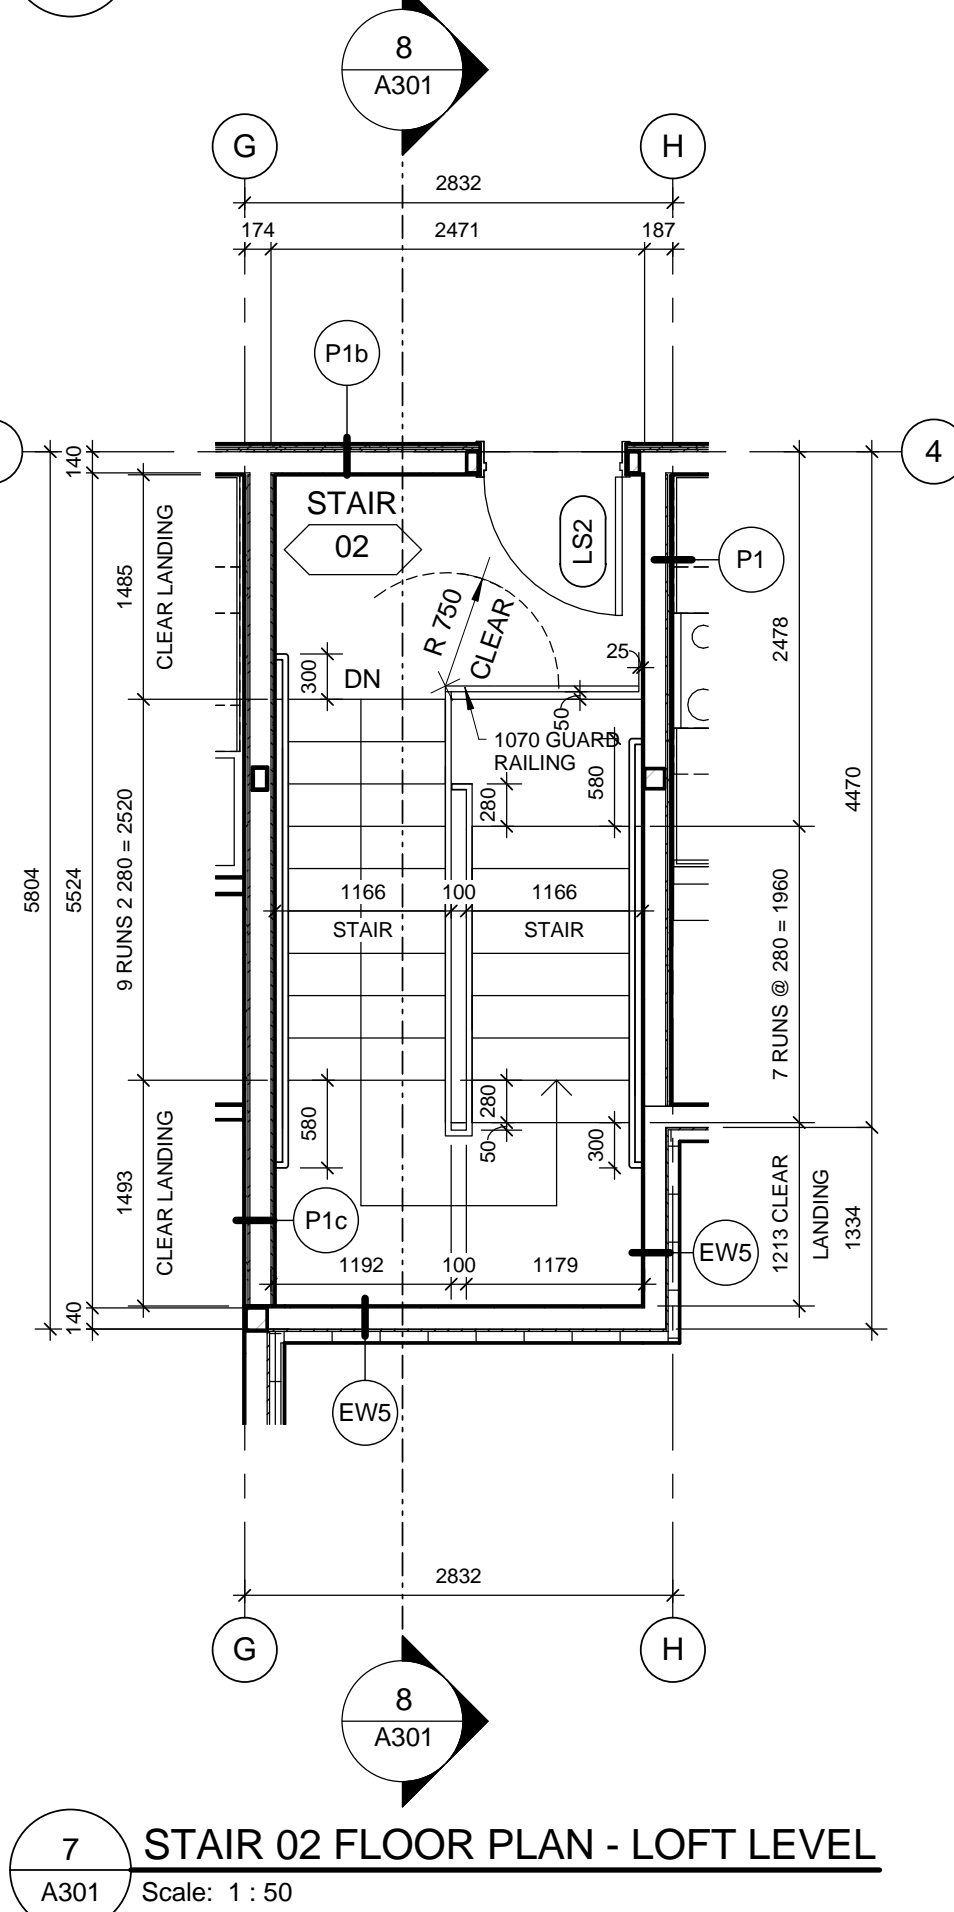 8
A301
G
H
2832
174
2471
187
P1b
4
140
STAIR
02
LS2
P1
CLEAR LANDING
1485
R 750
CLEAR
2478
25
300
DN
50
1070 GUARD
RAILING
580
280
4470
9 RUNS 2 280 = 2520
5804
5524
1166
100
1166
STAIR
STAIR
7 RUNS @ 280 = 1960
580
280
50
300
CLEAR LANDING
1493
1213 CLEAR
LANDING
1334
P1c
EW5
1192
100
1179
140
EW5
2832
G
H
8
A301
7
A301
STAIR 02 FLOOR PLAN - LOFT LEVEL
Scale: 1 : 50